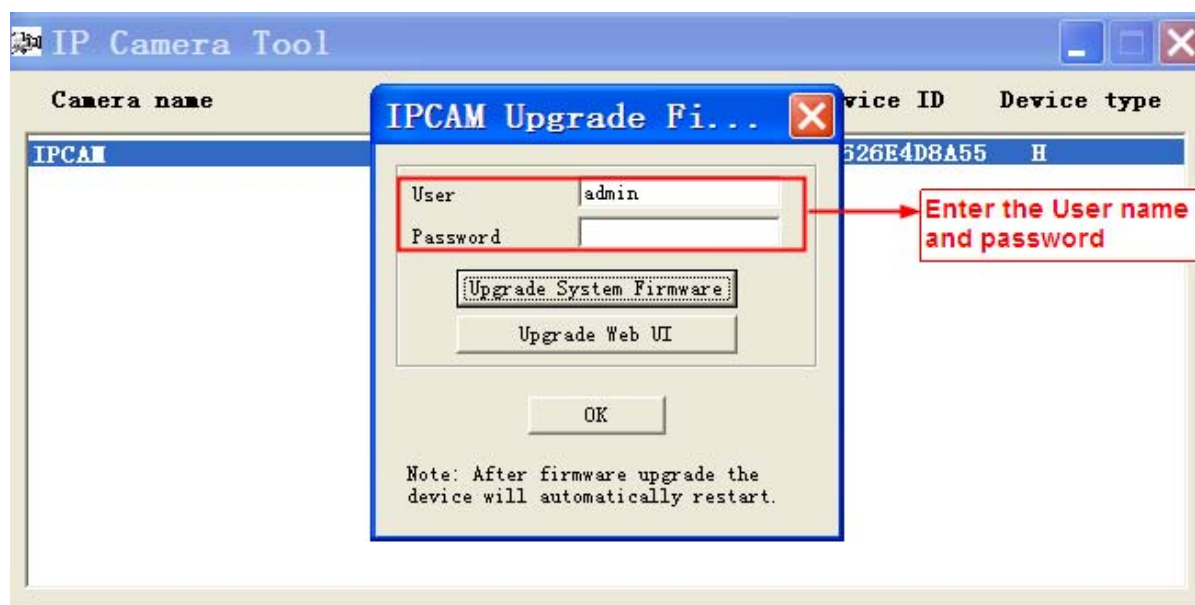 IP Camera Tool
Camera name vice ID Device type
IPCAM 626E4D8A55 H
IPCAM Upgrade Fi...
User admin
Password
Enter the User name
and password
Upgrade System Firmware
Upgrade Web UI
OK
Note: After firmware upgrade the
device will automatically restart.